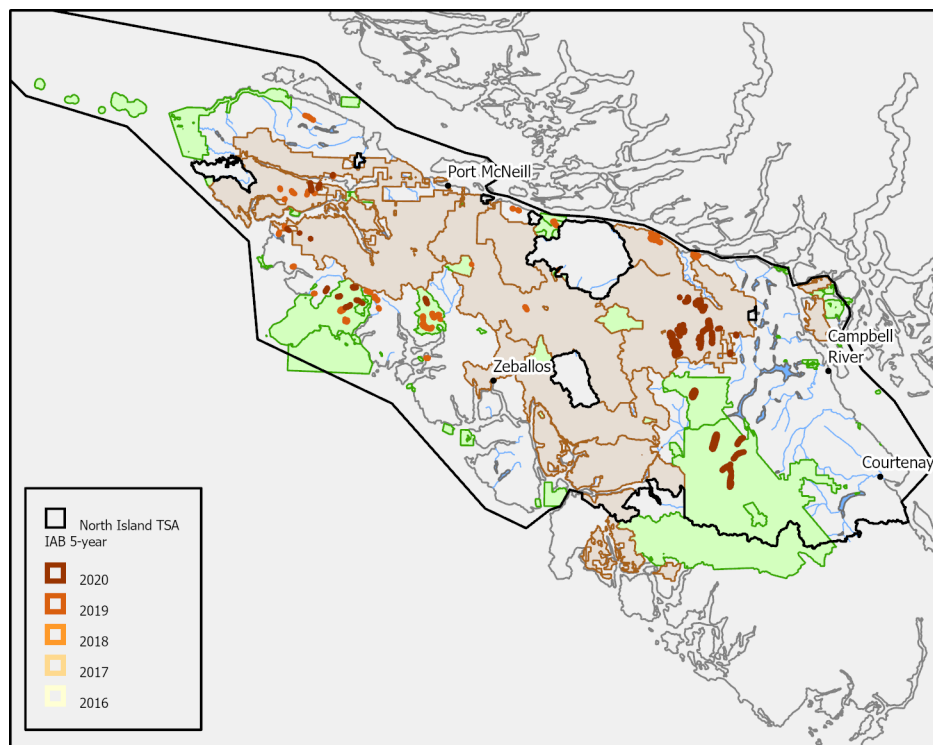 Port McNeill
Campbell
River
Zeballos
Courtenay
North Island TSA
IAB 5-year
2020
2019
2018
2017
2016